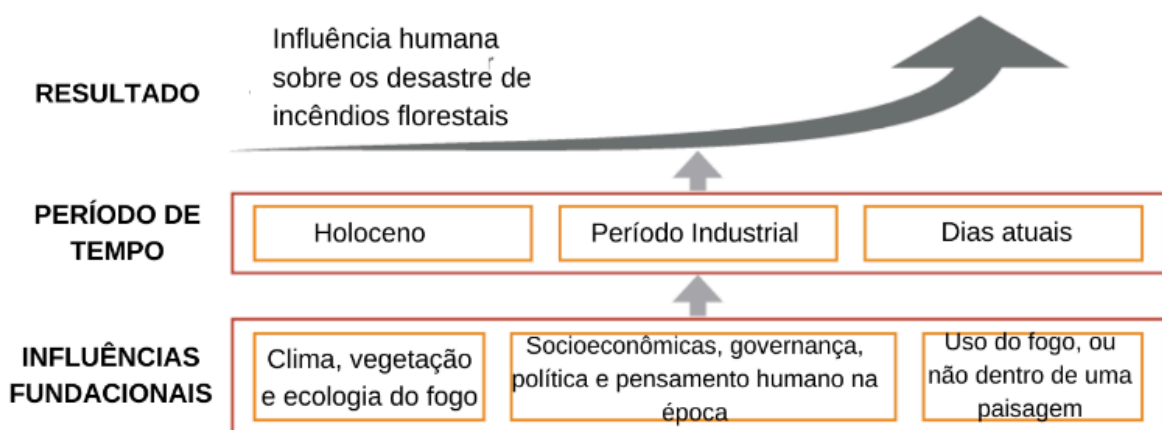 Influência humana
sobre os desastre de
incêndios florestais
RESULTADO
PERÍODO DE
TEMPO
Holoceno
Período Industrial
Dias atuais
INFLUÊNCIAS
FUNDACIONAIS
Clima, vegetação
e ecologia do fogo
Socioeconômicas, governança,
política e pensamento humano na
época
Uso do fogo, ou
não dentro de uma
paisagem